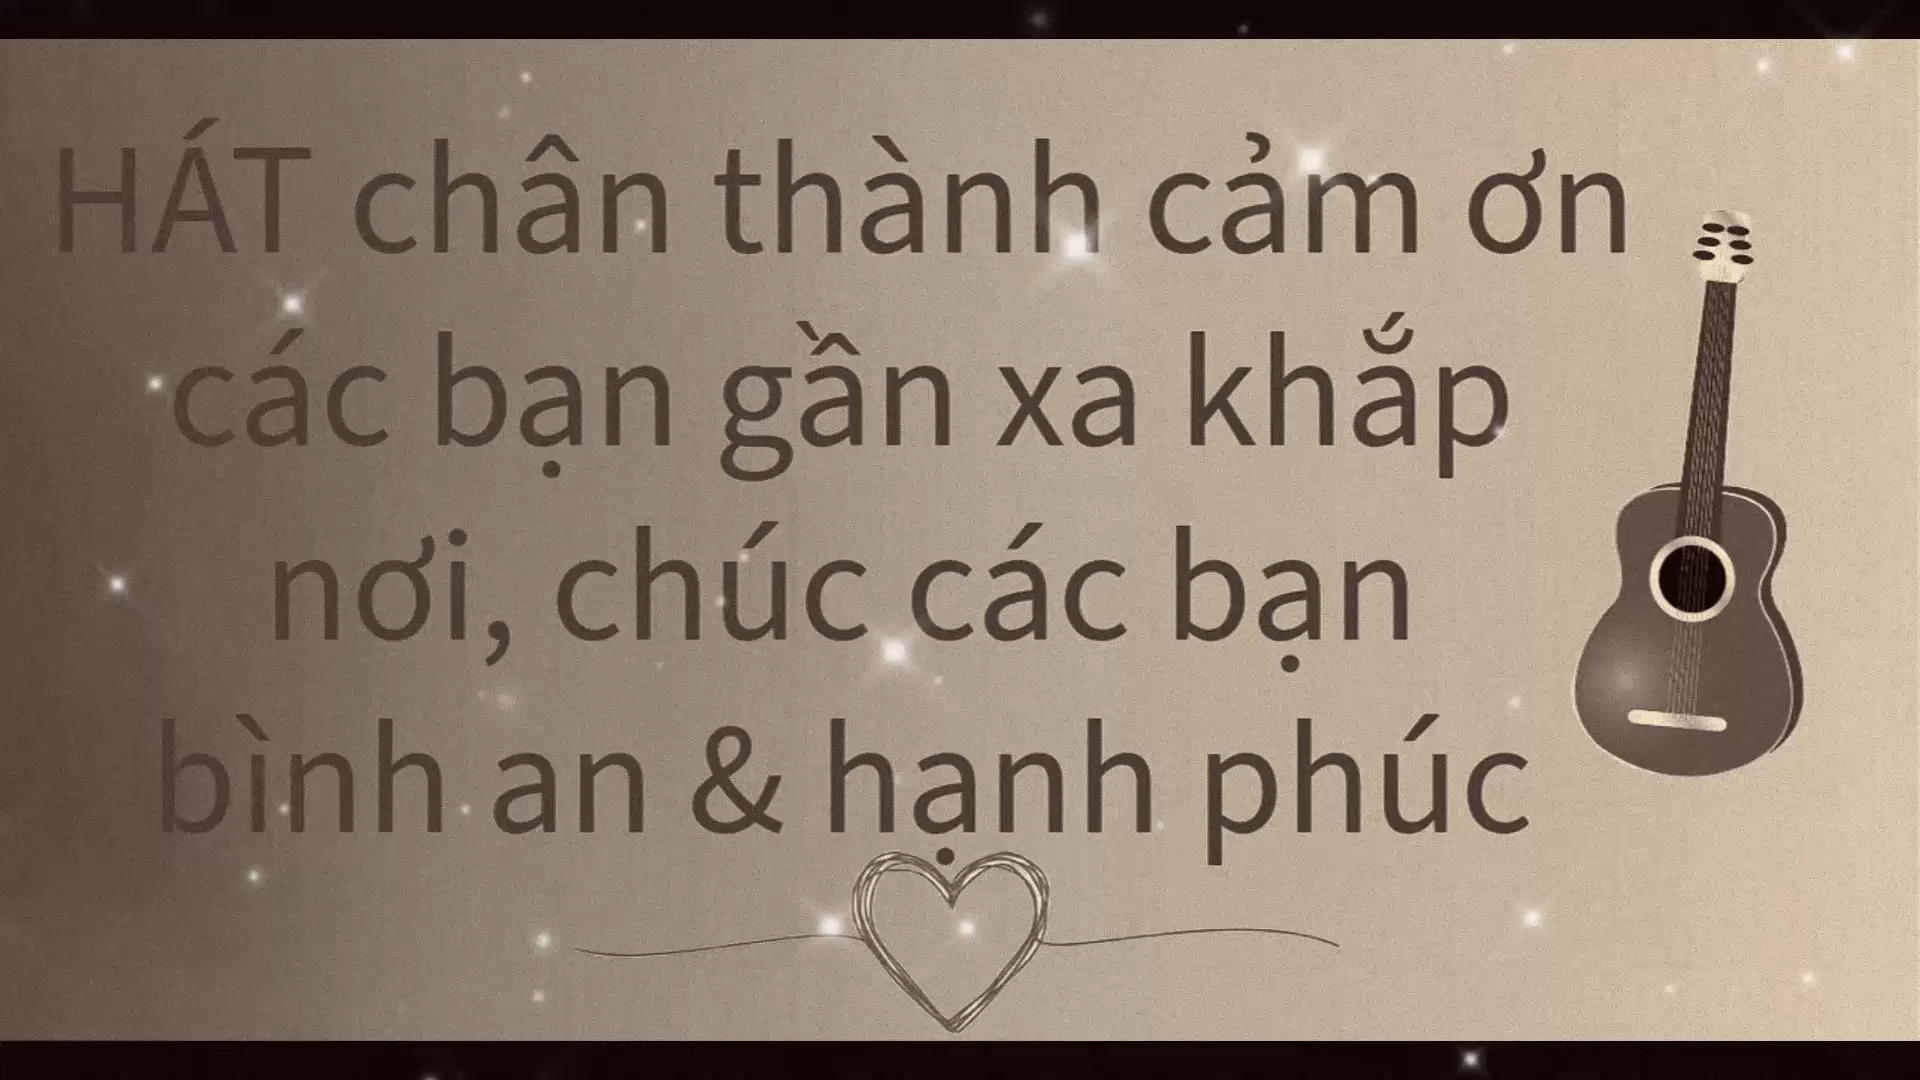 HÁT chân thành cảm ơn
các bạn gần xa khắp
nơi, chúc các bạn
bình an & hạnh phúc